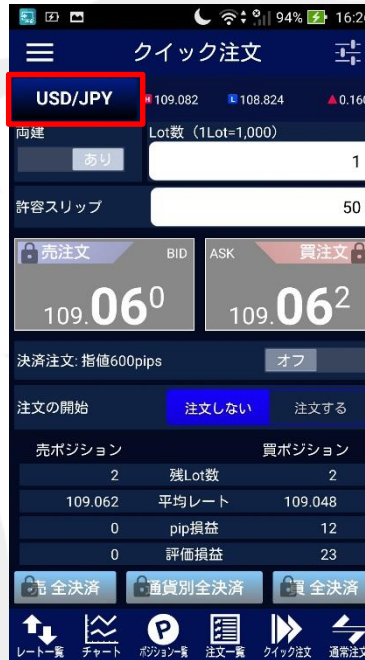 94% 16:26
クイック注文
USD/JPY H 109.082 L 108.824 ▲0.160
両建 Lot数（1Lot=1,000）
あり 1
許容スリップ 50
売注文 BID ASK 買注文
109.060 109.062
決済注文: 指値600pips オフ
注文の開始 注文しない 注文する
売ポジション 買ポジション
2 残Lot数 2
109.062 平均レート 109.048
0 pip損益 12
0 評価損益 23
売 全決済 通貨別全決済 買 全決済
レート一覧 チャート ポジション一覧 注文一覧 クイック注文 通常注文